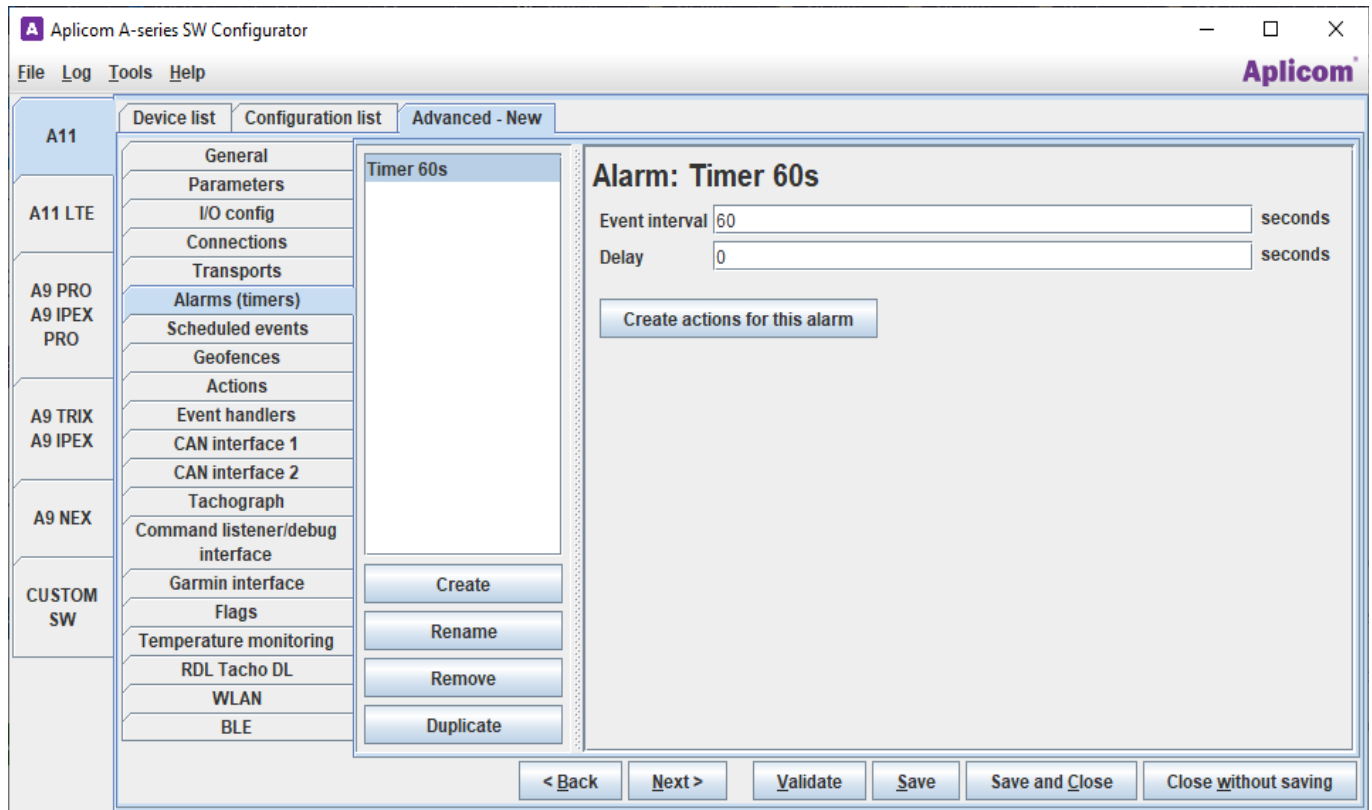 A Aplicom A-series SW Configurator
File Log Tools Help
Aplicom
A11
A11 LTE
A9 PRO
A9 IPEX
PRO
A9 TRIX
A9 IPEX
A9 NEX
CUSTOM
SW
Device list Configuration list Advanced - New
General
Parameters
I/O config
Connections
Transports
Alarms (timers)
Scheduled events
Geofences
Actions
Event handlers
CAN interface 1
CAN interface 2
Tachograph
Command listener/debug
interface
Garmin interface
Flags
Temperature monitoring
RDL Tacho DL
WLAN
BLE
Timer 60s
Create
Rename
Remove
Duplicate
Alarm: Timer 60s
Event interval 60 seconds
Delay 0 seconds
Create actions for this alarm
< Back Next > Validate Save Save and Close Close without saving